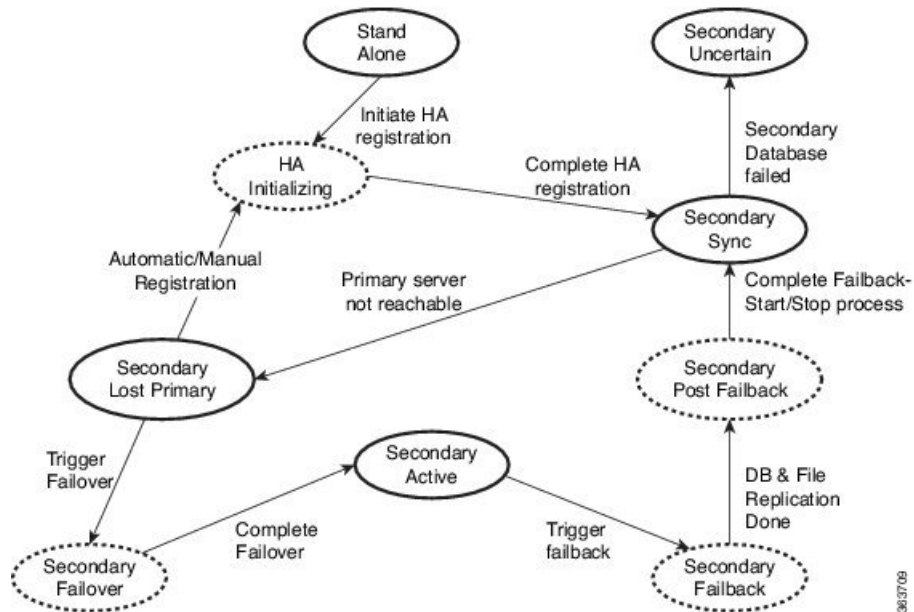 Stand
Alone
Secondary
Uncertain
Initiate HA
registration
Secondary
Database
failed
HA
Initializing
Complete HA
registration
Secondary
Sync
Automatic/Manual
Registration
Primary server
not reachable
Complete Failback-
Start/Stop process
Secondary
Lost Primary
Secondary
Post Failback
Trigger
Failover
Secondary
Active
DB & File
Replication
Done
Complete
Failover
Trigger
failback
Secondary
Failover
Secondary
Failback
363709